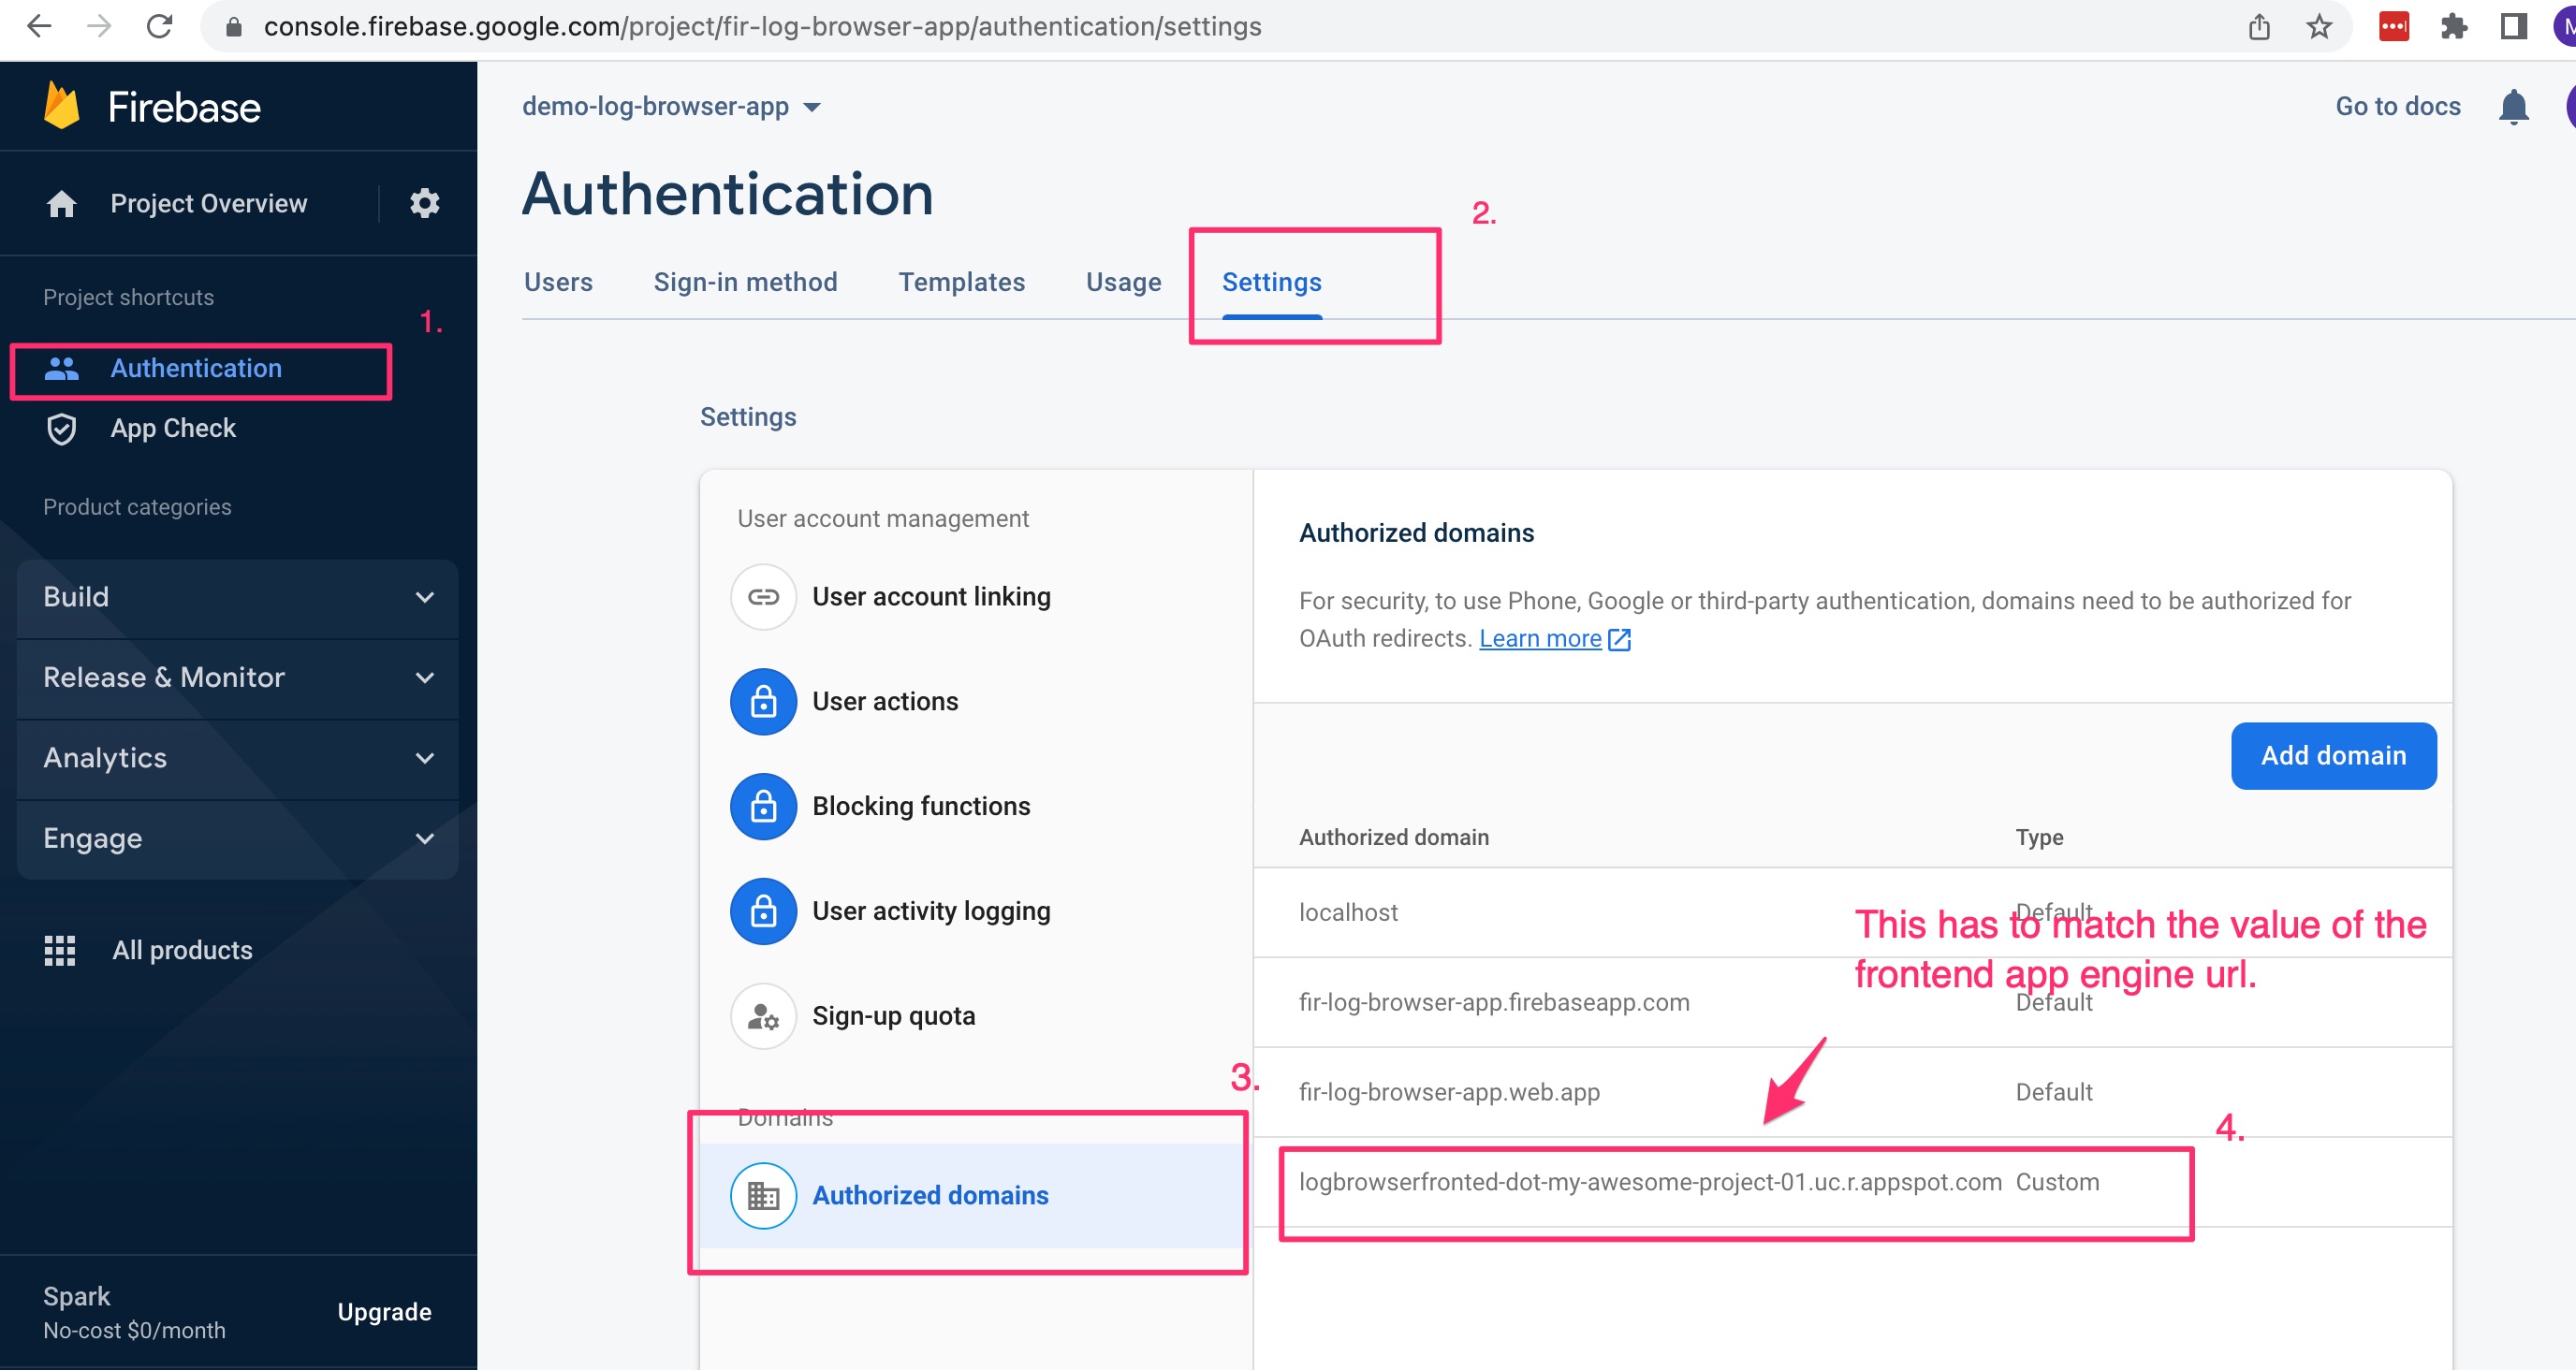 console.firebase.google.com/project/fir-log-browser-app/authentication/settings
M
Firebase
demo-log-browser-app
Go to docs
Project Overview
Authentication
2.
Users Sign-in method Templates Usage Settings
Project shortcuts
1.
Authentication
App Check
Product categories
Build
Release & Monitor
Analytics
Engage
All products
Spark
No-cost $0/month
Upgrade
Settings
User account management
User account linking
User actions
Blocking functions
User activity logging
Sign-up quota
3.
Domains
Authorized domains
Authorized domains
For security, to use Phone, Google or third-party authentication, domains need to be authorized for
OAuth redirects. Learn more
Add domain
Authorized domain Type
localhost Default
This has to match the value of the
frontend app engine url.
fir-log-browser-app.firebaseapp.com Default
fir-log-browser-app.web.app Default
4.
logbrowserfronted-dot-my-awesome-project-01.uc.r.appspot.com Custom